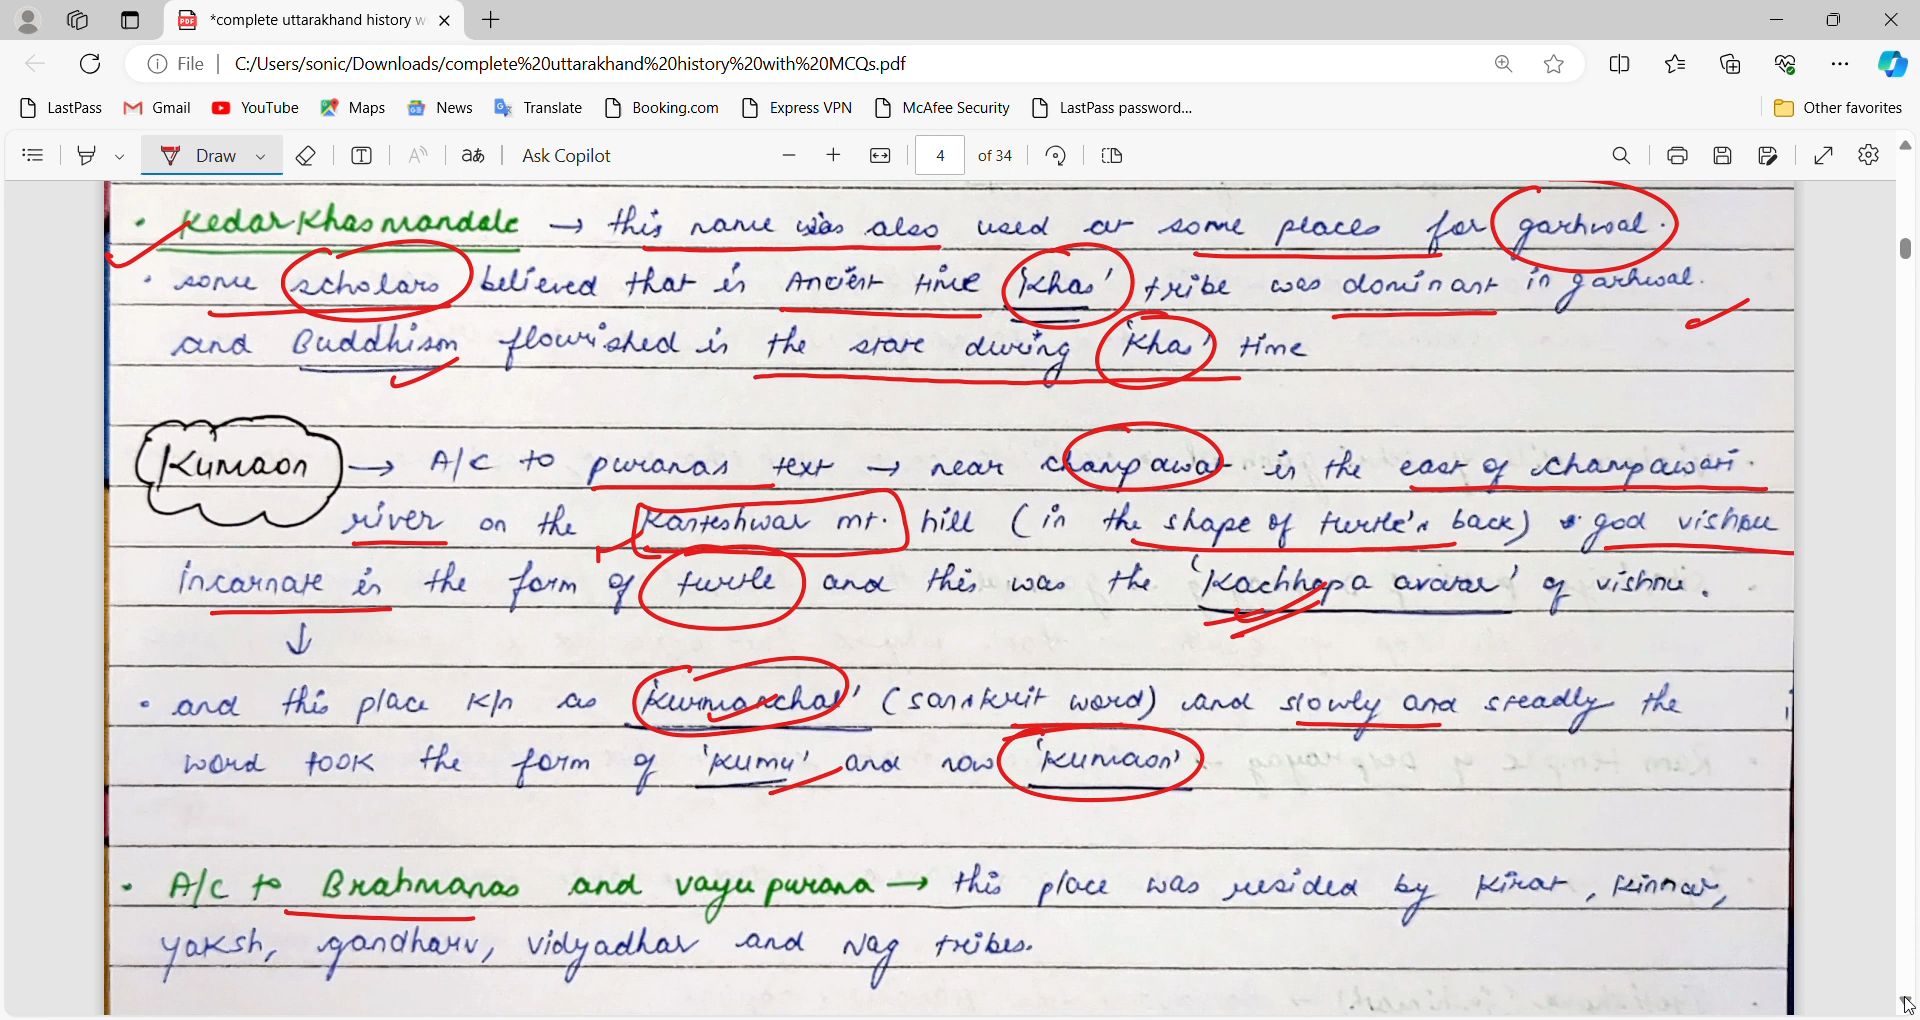 *complete uttarakhand history w
File
C:/Users/sonic/Downloads/complete%20uttarakhand%20history%20with%20MCQs.pdf
LastPass
Gmail
YouTube
Maps
News
Translate
Booking.com
Express VPN
McAfee Security
LastPass password...
Other favorites
Draw
Ask Copilot
4 of 34
• KedarKhasmandale → this name was also used at some places for garhwal.
• some scholars believed that in Ancient time 'Khas' tribe was dominant in garhwal.
and Buddhism flourished in the state during 'Khas' time
Kumaon → A/C to puranas text → near champawat in the east of champawati
river on the Kanteshwar mt. hill (in the shape of turtle's back) god vishnu
incarnate in the form of turtle and this was the 'Kachhapa avatar' of vishnu.
↓
• and this place K/n as 'kurmanchal' (sanskrit word) and slowly and steadly the
word took the form of 'kumu' and now 'kumaon'
• A/c to Brahmanas and vayu purana → this place was resided by Kirat, kinnar,
yaksh, gandharv, vidyadhar and Nag tribes.